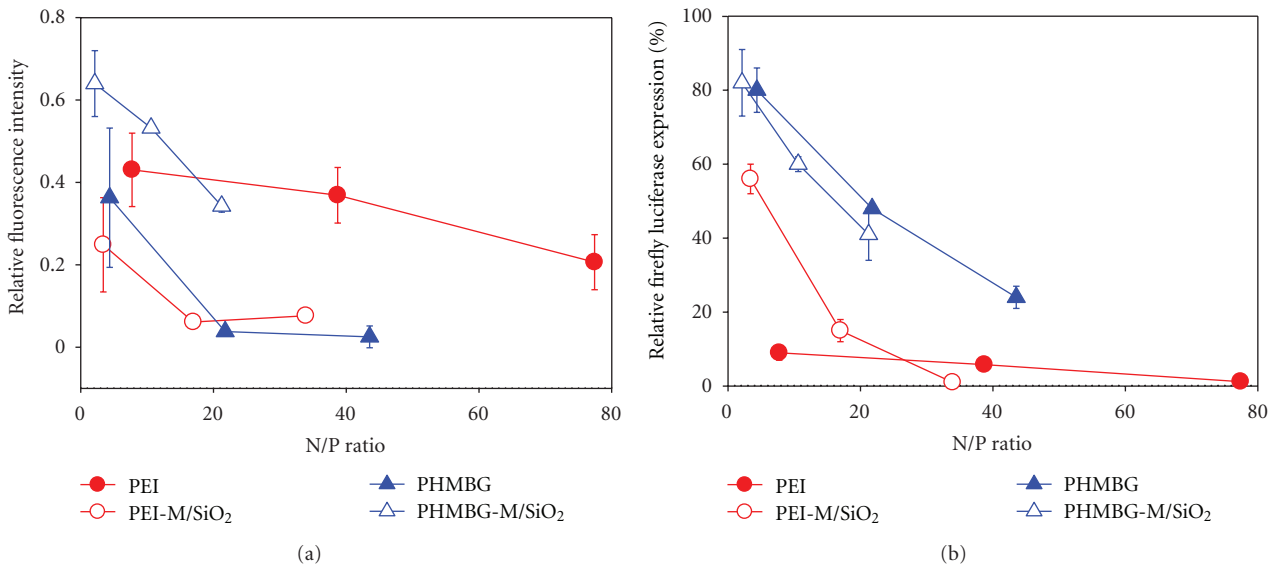 0.8
0.6
0.4
0.2
0
Relative fluorescence intensity
0 20 40 60 80
N/P ratio
PEI
PEI-M/SiO₂
PHMBG
PHMBG-M/SiO₂
(a)
100
80
60
40
20
0
Relative firefly luciferase expression (%)
0 20 40 60 80
N/P ratio
PEI
PEI-M/SiO₂
PHMBG
PHMBG-M/SiO₂
(b)